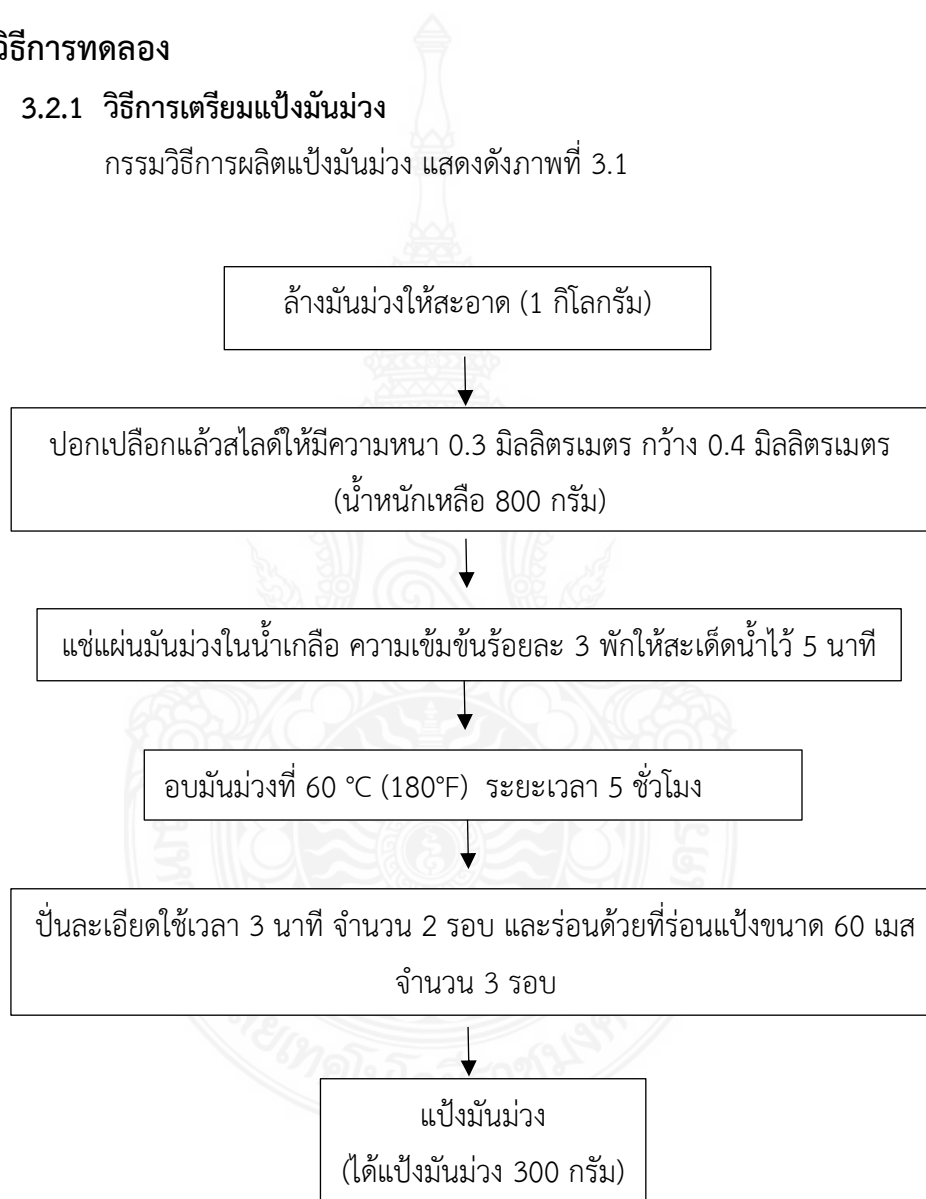 วิธีการทดลอง
3.2.1 วิธีการเตรียมแป้งมันม่วง
กรรมวิธีการผลิตแป้งมันม่วง แสดงดังภาพที่ 3.1
ล้างมันม่วงให้สะอาด (1 กิโลกรัม)
ปอกเปลือกแล้วสไลด์ให้มีความหนา 0.3 มิลลิตรเมตร กว้าง 0.4 มิลลิตรเมตร
(น้ำหนักเหลือ 800 กรัม)
แช่แผ่นมันม่วงในน้ำเกลือ ความเข้มข้นร้อยละ 3 พักให้สะเด็ดน้ำไว้ 5 นาที
อบมันม่วงที่ 60 °C (180°F) ระยะเวลา 5 ชั่วโมง
ปั่นละเอียดใช้เวลา 3 นาที จำนวน 2 รอบ และร่อนด้วยที่ร่อนแป้งขนาด 60 เมส
จำนวน 3 รอบ
แป้งมันม่วง
(ได้แป้งมันม่วง 300 กรัม)